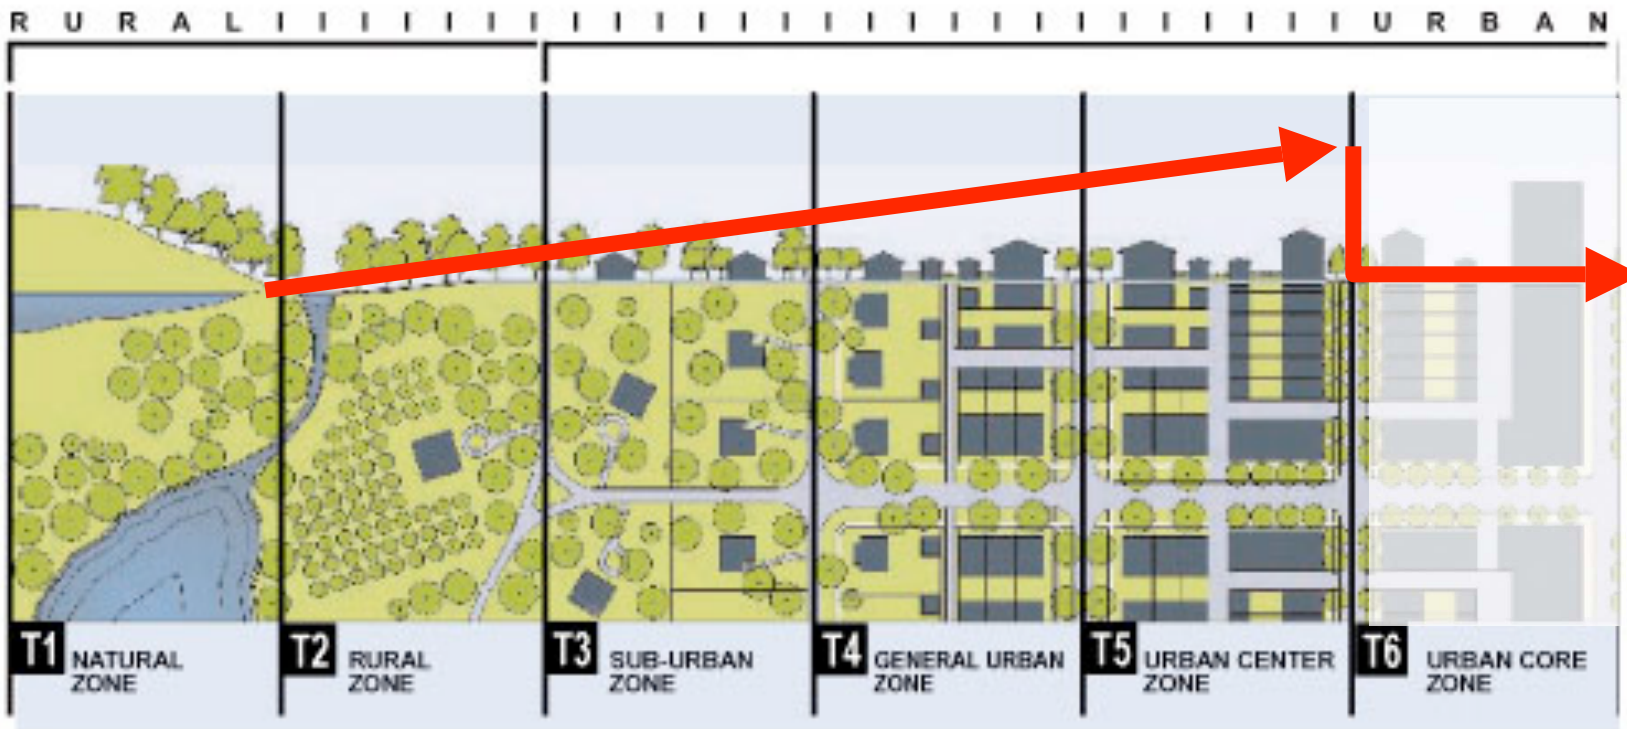 R U R A L I I I I I I I I I I I I I I I I I I I I I I I I I I U R B A N
T1 NATURAL ZONE
T2 RURAL ZONE
T3 SUB-URBAN ZONE
T4 GENERAL URBAN ZONE
T5 URBAN CENTER ZONE
T6 URBAN CORE ZONE